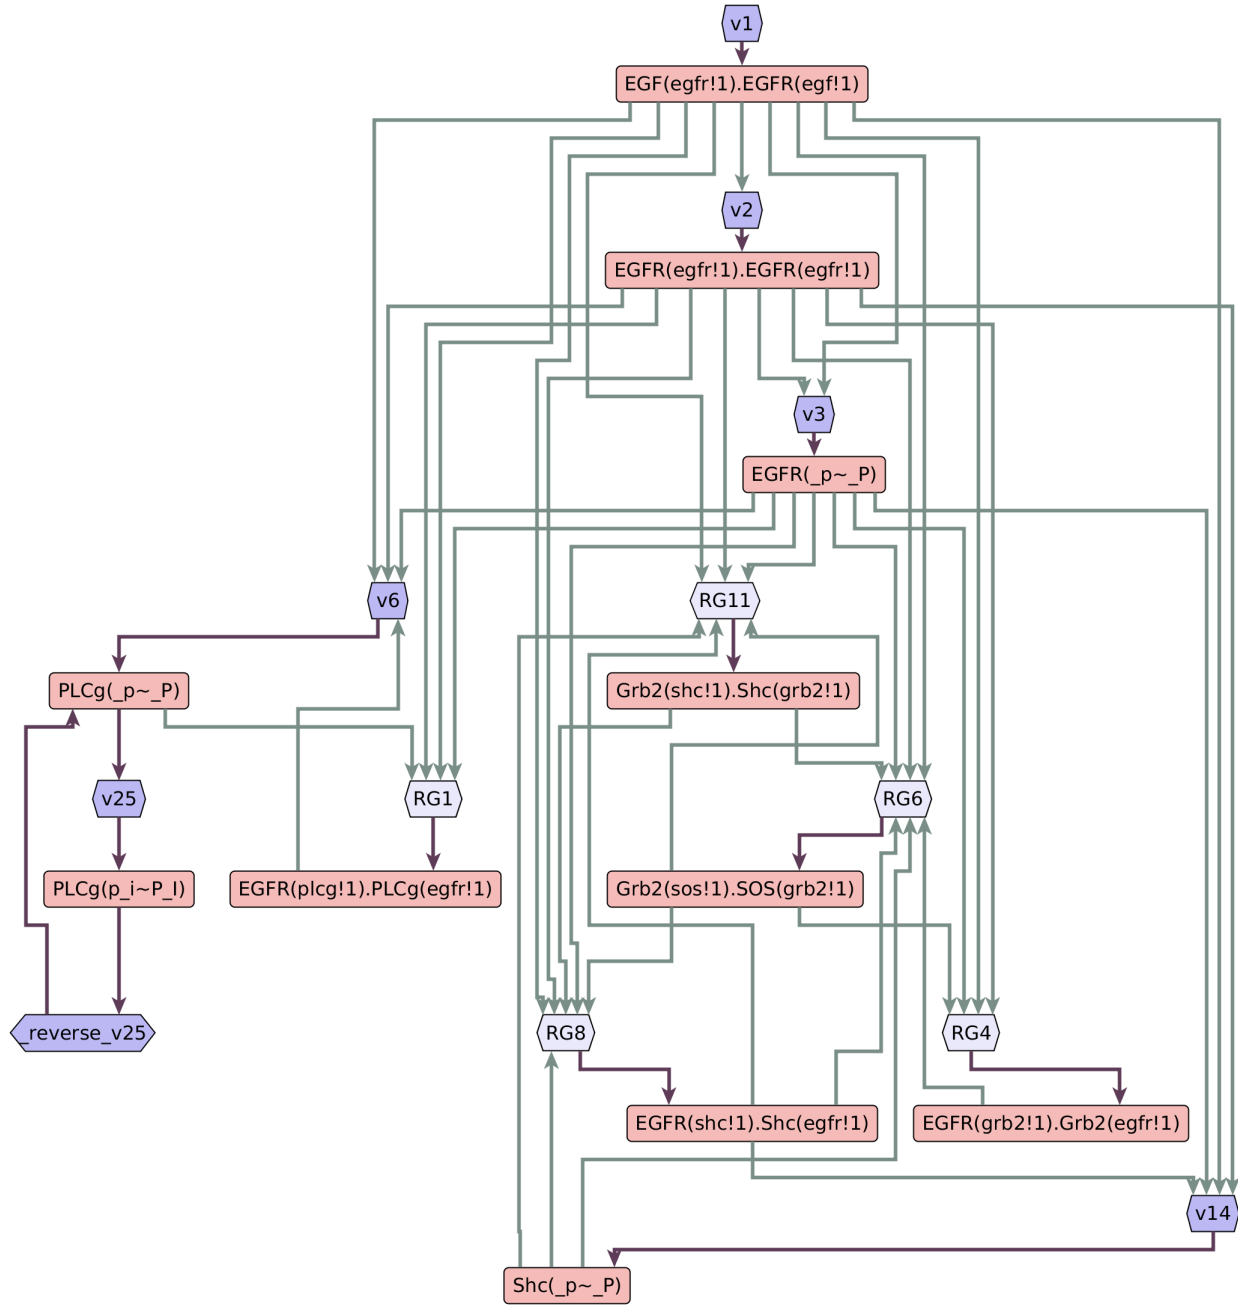 v1
EGF(egfr!1).EGFR(egf!1)
v2
EGFR(egfr!1).EGFR(egfr!1)
v3
EGFR(_p~_P)
v6
RG11
PLCg(_p~_P)
Grb2(shc!1).Shc(grb2!1)
v25
RG1
RG6
PLCg(p_i~P_I)
EGFR(plcg!1).PLCg(egfr!1)
Grb2(sos!1).SOS(grb2!1)
_reverse_v25
RG8
RG4
EGFR(shc!1).Shc(egfr!1)
EGFR(grb2!1).Grb2(egfr!1)
v14
Shc(_p~_P)